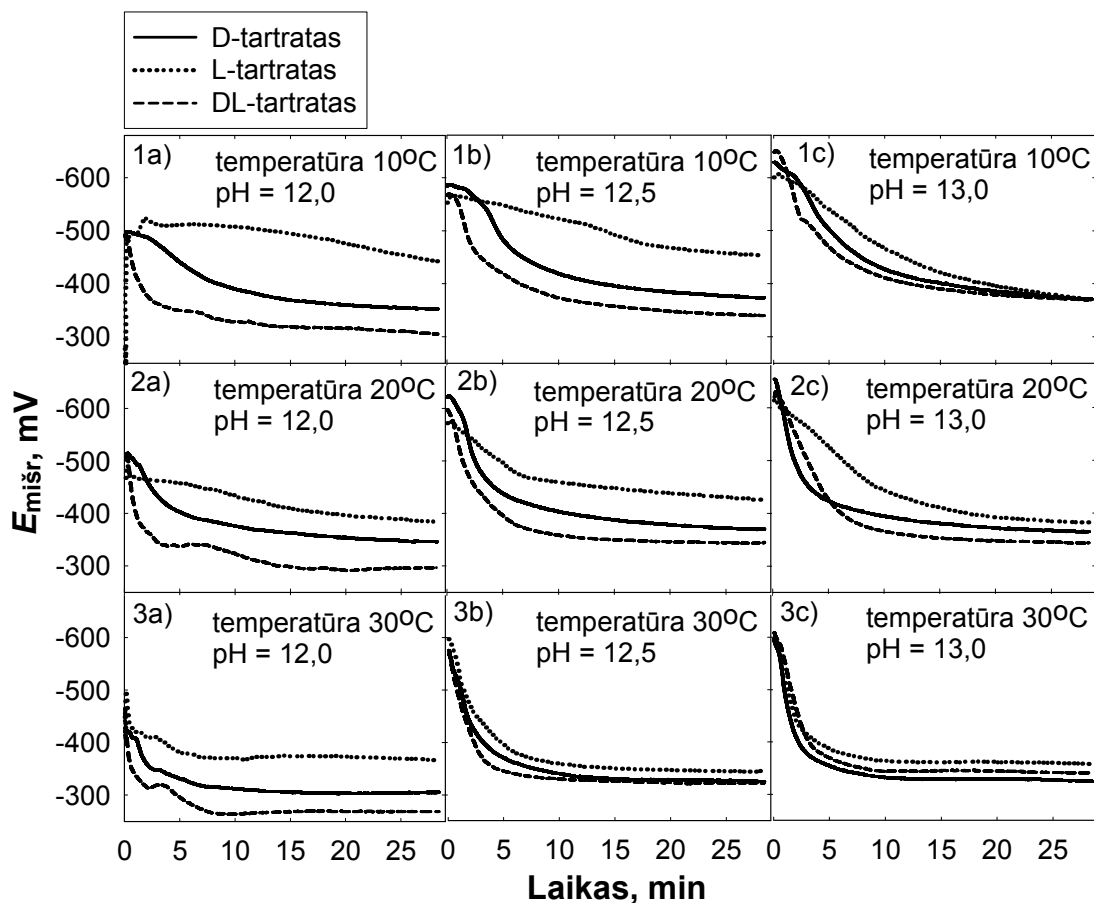 D-tartratas
L-tartratas
DL-tartratas
1a) temperatūra 10ºC
pH = 12,0
1b) temperatūra 10ºC
pH = 12,5
1c) temperatūra 10ºC
pH = 13,0
-600
-500
-400
-300
2a) temperatūra 20ºC
pH = 12,0
2b) temperatūra 20ºC
pH = 12,5
2c) temperatūra 20ºC
pH = 13,0
-600
-500
-400
-300
3a) temperatūra 30ºC
pH = 12,0
3b) temperatūra 30ºC
pH = 12,5
3c) temperatūra 30ºC
pH = 13,0
-600
-500
-400
-300
Emišr, mV
0 5 10 15 20 25 0 5 10 15 20 25 0 5 10 15 20 25
Laikas, min